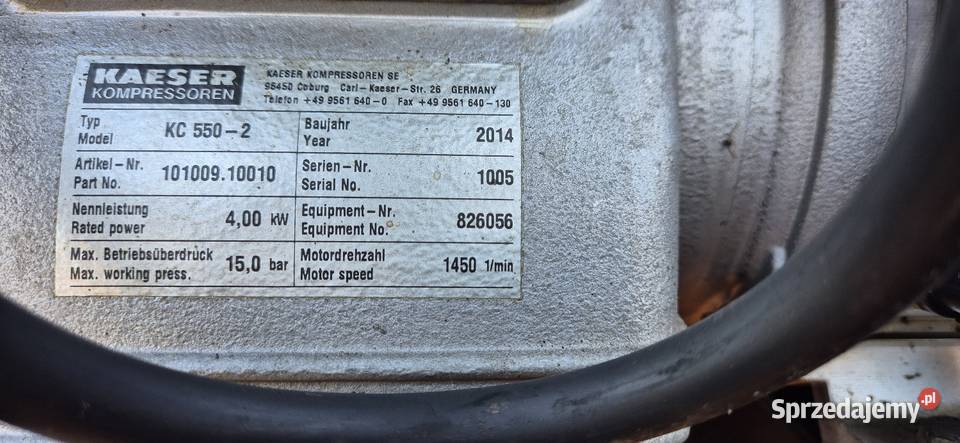 KAESER
KOMPRESSOREN
KAESER KOMPRESSOREN SE
96450 Coburg Carl-Kaeser-Str. 26 GERMANY
Telefon +49 9561 640-0 Fax +49 9561 640-130
Typ
Model
KC 550-2
Baujahr
Year
2014
Artikel-Nr.
Part No.
101009.10010
Serien-Nr.
Serial No.
1005
Nennleistung
Rated power
4,00 kW
Equipment-Nr.
Equipment No.
826056
Max. Betriebsüberdrück
Max. working press.
15,0 bar
Motordrehzahl
Motor speed
1450 1/min
Sprzedajemy.pl